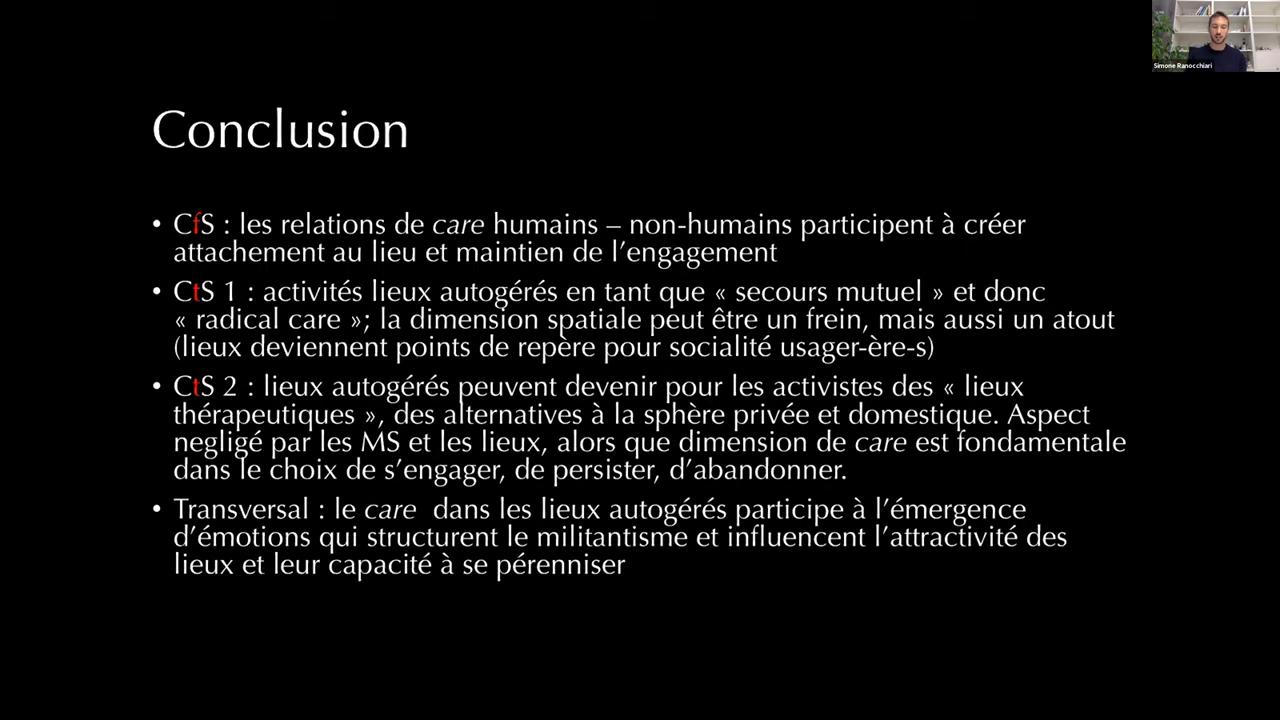 Simone Ranocchiari
Conclusion
• CfS : les relations de care humains – non-humains participent à créer
attachement au lieu et maintien de l’engagement
• CtS 1 : activités lieux autogérés en tant que « secours mutuel » et donc
« radical care »; la dimension spatiale peut être un frein, mais aussi un atout
(lieux deviennent points de repère pour socialité usager-ère-s)
• CtS 2 : lieux autogérés peuvent devenir pour les activistes des « lieux
thérapeutiques », des alternatives à la sphère privée et domestique. Aspect
negligé par les MS et les lieux, alors que dimension de care est fondamentale
dans le choix de s’engager, de persister, d’abandonner.
• Transversal : le care dans les lieux autogérés participe à l’émergence
d’émotions qui structurent le militantisme et influencent l’attractivité des
lieux et leur capacité à se pérenniser